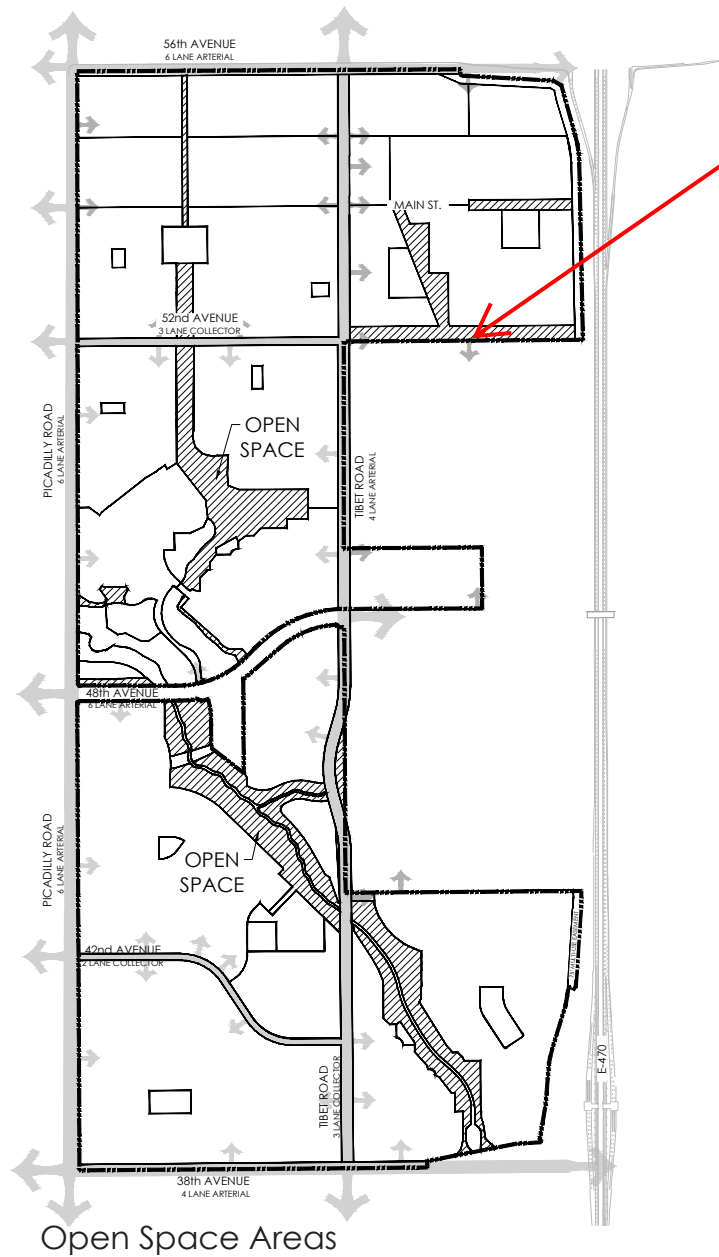 56th AVENUE
6 LANE ARTERIAL
MAIN ST.
52nd AVENUE
3 LANE COLLECTOR
PICADILLY ROAD
6 LANE ARTERIAL
OPEN
SPACE
TIBET ROAD
4 LANE ARTERIAL
48th AVENUE
6 LANE ARTERIAL
PICADILLY ROAD
6 LANE ARTERIAL
OPEN
SPACE
42nd AVENUE
2 LANE COLLECTOR
E-470
TIBET ROAD
3 LANE COLLECTOR
38th AVENUE
4 LANE ARTERIAL
Open Space Areas